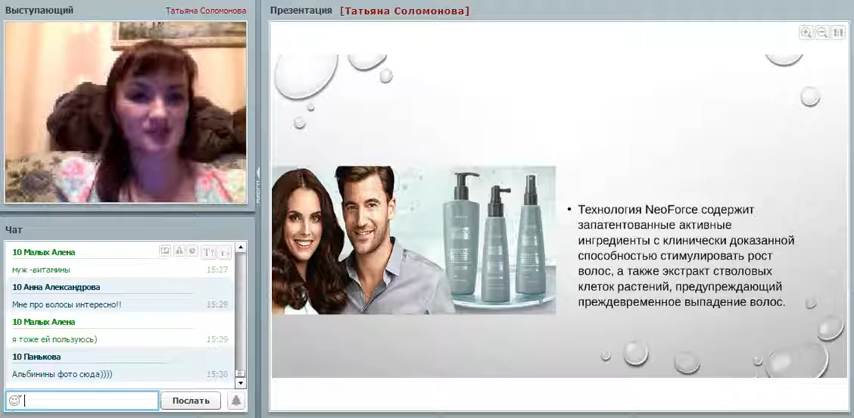 Выступающий
Татьяна Соломонова
Чат
10 Малых Алена
муж -витамины
15:27
10 Анна Александрова
Мне про волосы интересно!!
15:29
10 Малых Алена
я тоже ей пользуюсь)
15:29
10 Панькова
Альбинины фото сюда))))
15:30
Послать
Презентация [Татьяна Соломонова]
• Технология NeoForce содержит
запатентованные активные
ингредиенты с клинически доказанной
способностью стимулировать рост
волос, а также экстракт стволовых
клеток растений, предупреждающий
преждевременное выпадение волос.